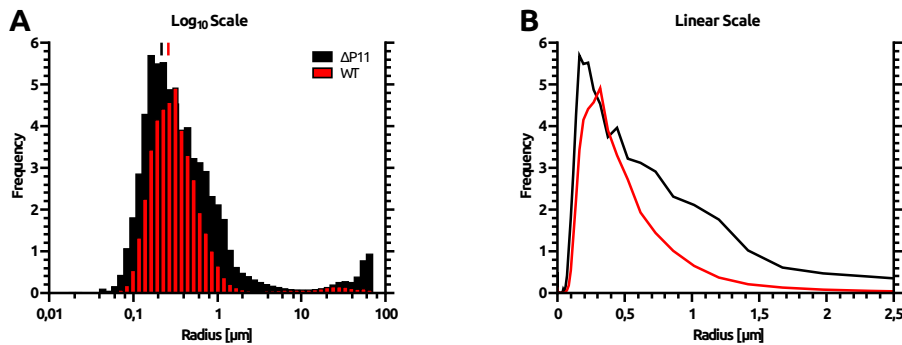 A
Log₁₀ Scale
Frequency
6
5
4
3
2
1
0
ΔP11
WT
0,01
0,1
1
10
100
Radius [µm]
B
Linear Scale
Frequency
6
5
4
3
2
1
0
0
0,5
1
1,5
2
2,5
Radius [µm]